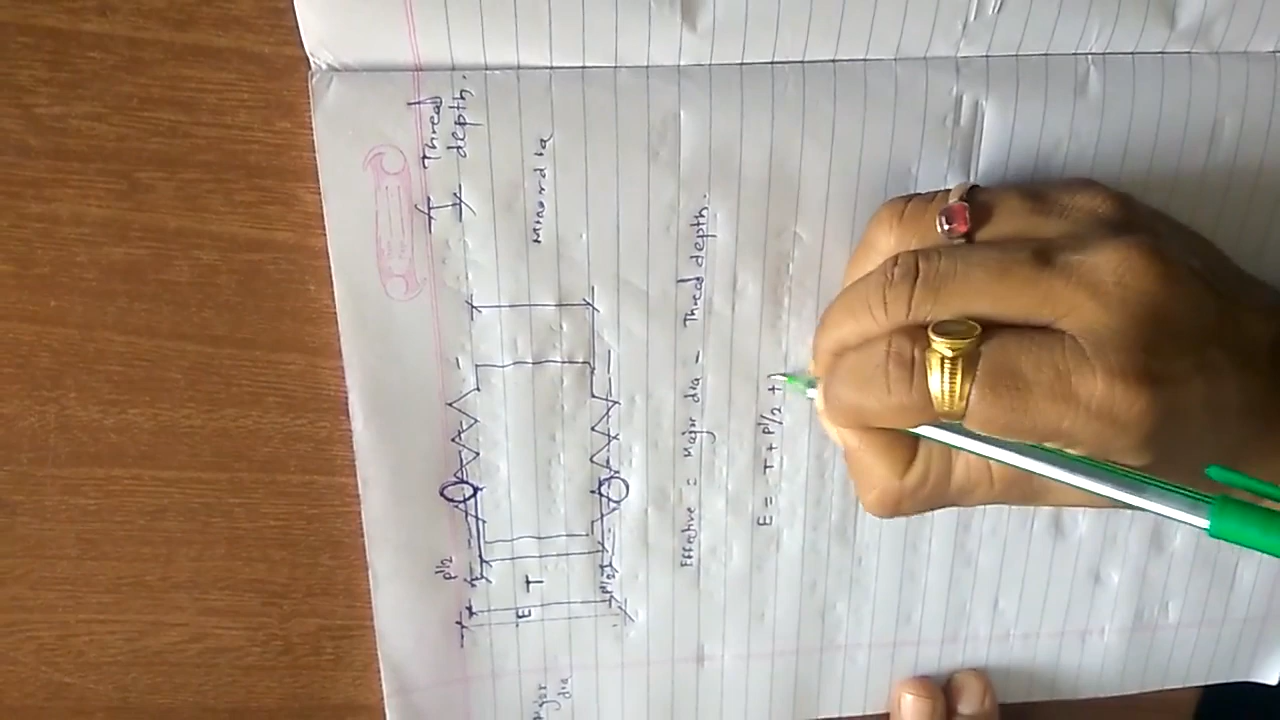 Thread
depth.
Minor dia
P'/2
E
T
P'/2
Major
dia
Effective = Major dia - Thread depth.
E = T + P'/2 +